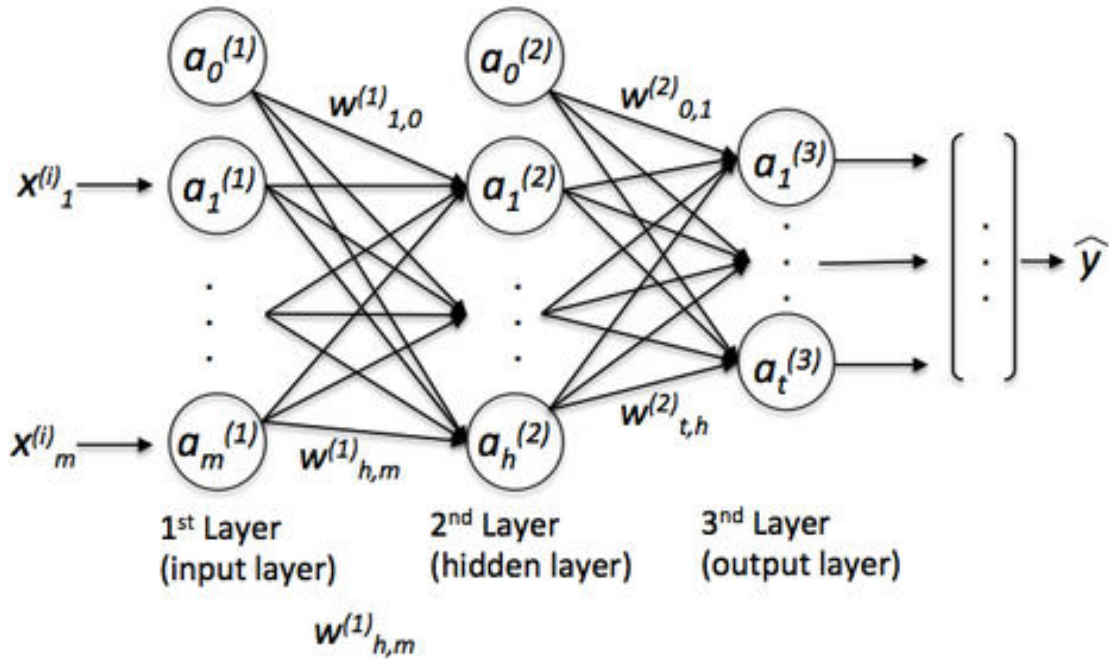 a₀⁽¹⁾ a₀⁽²⁾
w⁽¹⁾₁,₀ w⁽²⁾₀,₁
x⁽ⁱ⁾₁ a₁⁽¹⁾ a₁⁽²⁾ a₁⁽³⁾
ŷ
aₜ⁽³⁾
x⁽ⁱ⁾ₘ aₘ⁽¹⁾ w⁽¹⁾ₕ,ₘ aₕ⁽²⁾ w⁽²⁾ₜ,ₕ
1ˢᵗ Layer 2ⁿᵈ Layer 3ⁿᵈ Layer
(input layer) (hidden layer) (output layer)
w⁽¹⁾ₕ,ₘ